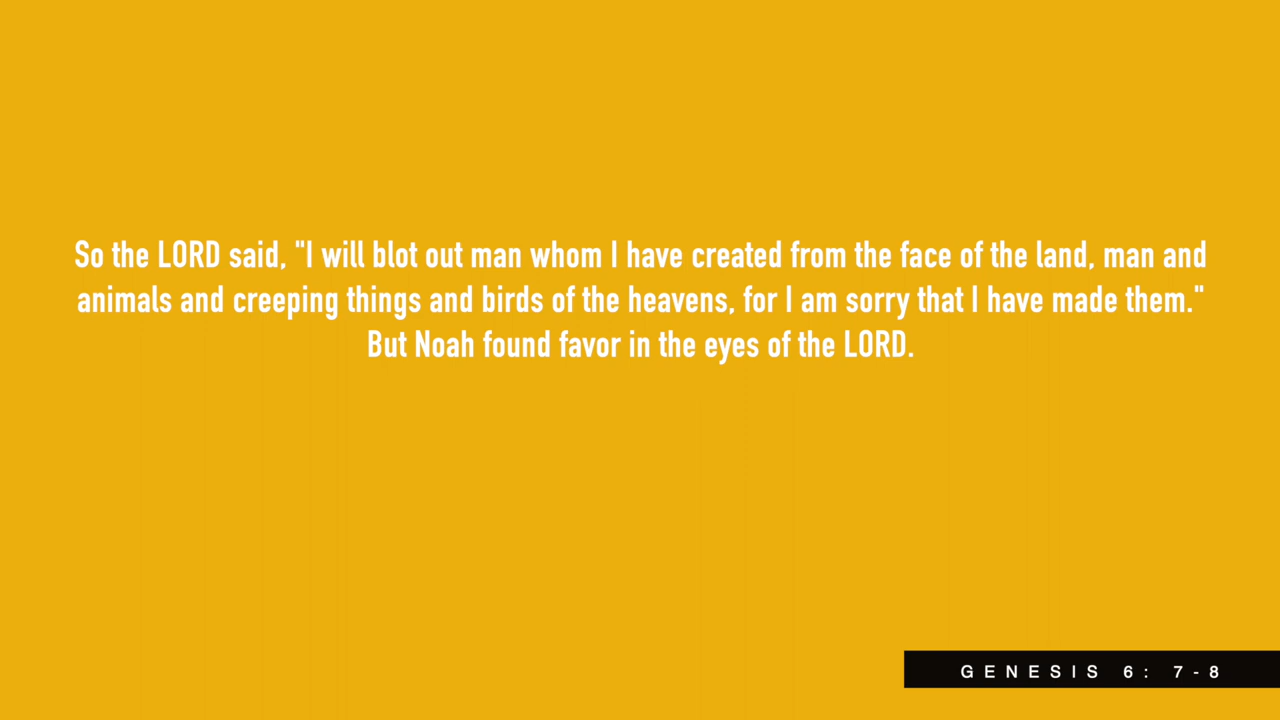 So the LORD said, "I will blot out man whom I have created from the face of the land, man and
animals and creeping things and birds of the heavens, for I am sorry that I have made them."
But Noah found favor in the eyes of the LORD.
GENESIS 6: 7-8